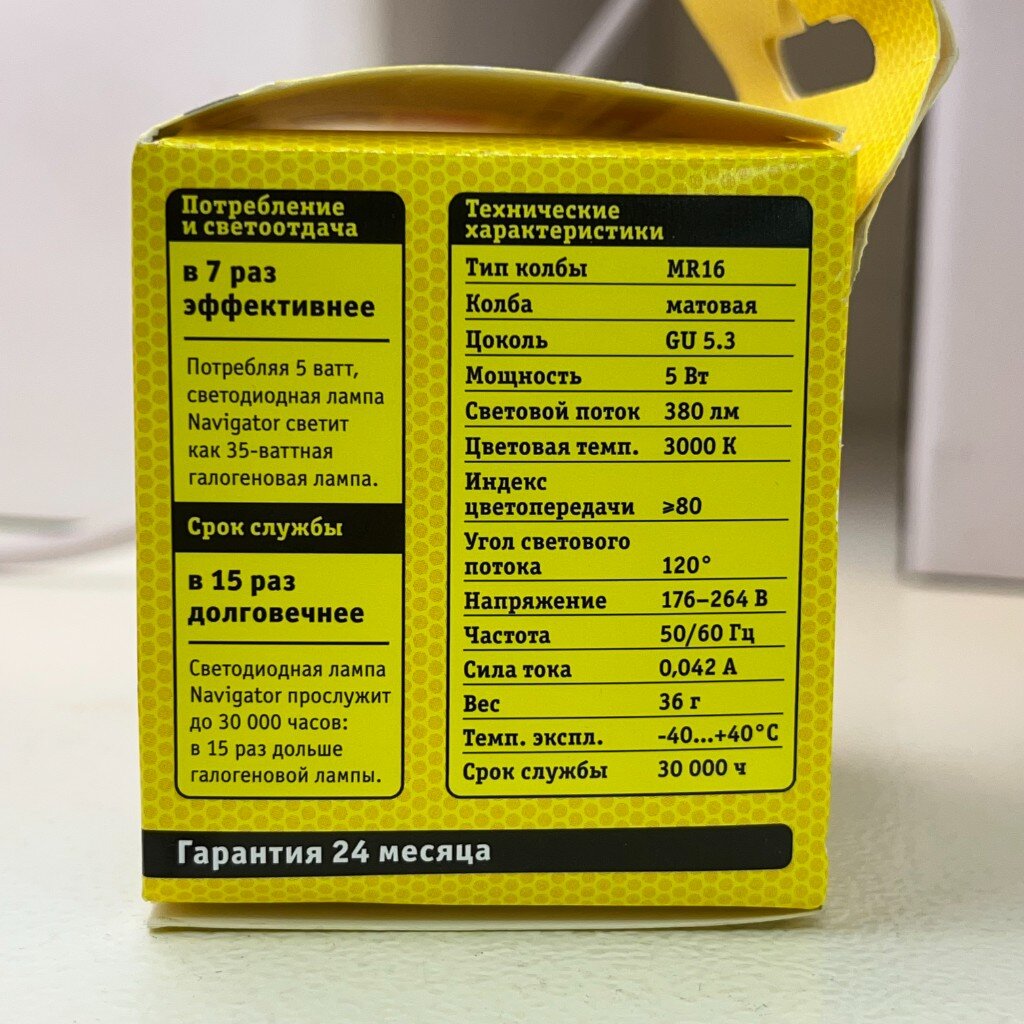 Потребление
и светоотдача
в 7 раз
эффективнее
Потребляя 5 ватт,
светодиодная лампа
Navigator светит
как 35-ваттная
галогеновая лампа.
Срок службы
в 15 раз
долговечнее
Светодиодная лампа
Navigator прослужит
до 30 000 часов:
в 15 раз дольше
галогеновой лампы.
Технические
характеристики
Тип колбы MR16
Колба матовая
Цоколь GU 5.3
Мощность 5 Вт
Световой поток 380 лм
Цветовая темп. 3000 К
Индекс
цветопередачи ≥80
Угол светового
потока 120°
Напряжение 176–264 В
Частота 50/60 Гц
Сила тока 0,042 А
Вес 36 г
Темп. экспл. -40...+40°С
Срок службы 30 000 ч
Гарантия 24 месяца